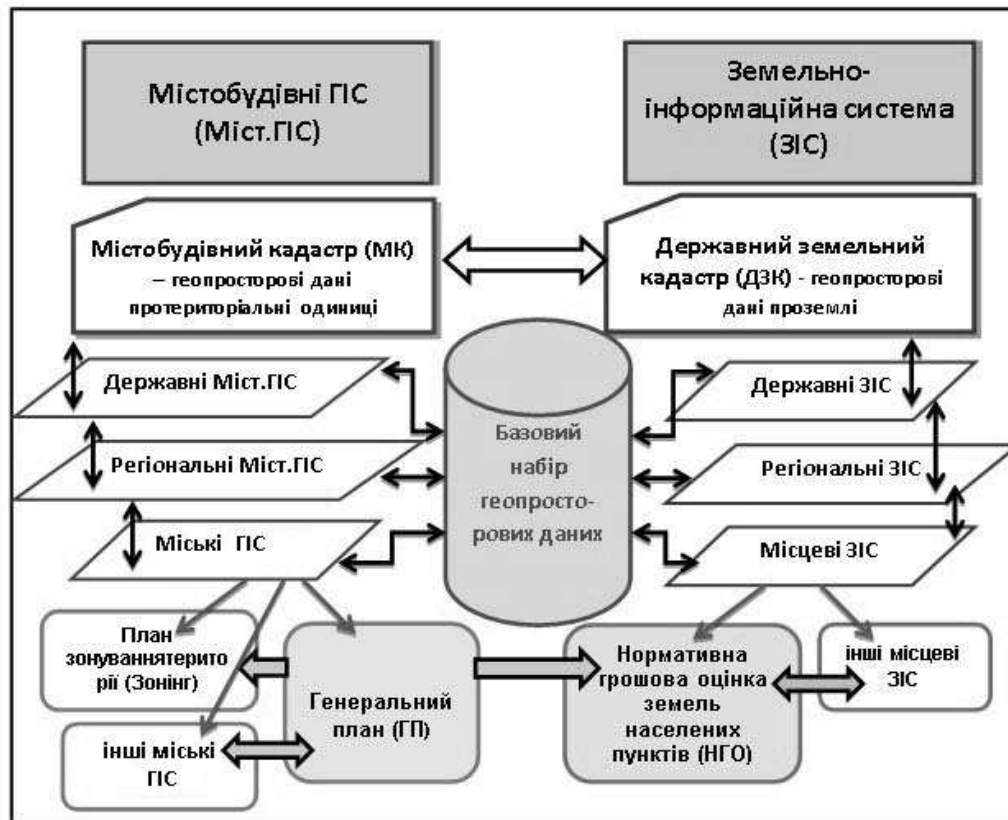 Містобудівні ГІС
(Міст.ГІС)
Земельно-
інформаційна система
(ЗІС)
Містобудівний кадастр (МК)
– геопросторові дані
протериторіальні одиниці
Державний земельний
кадастр (ДЗК) - геопросторові
дані проземлі
Державні Міст.ГІС
Регіональні Міст.ГІС
Міські ГІС
Базовий
набір
геопросто-
рових даних
Державні ЗІС
Регіональні ЗІС
Місцеві ЗІС
План
зонуваннятерито
рії (Зонінг)
інші міські
ГІС
Генеральний
план (ГП)
Нормативна
грошова оцінка
земель
населених
пунктів (НГО)
інші місцеві
ЗІС